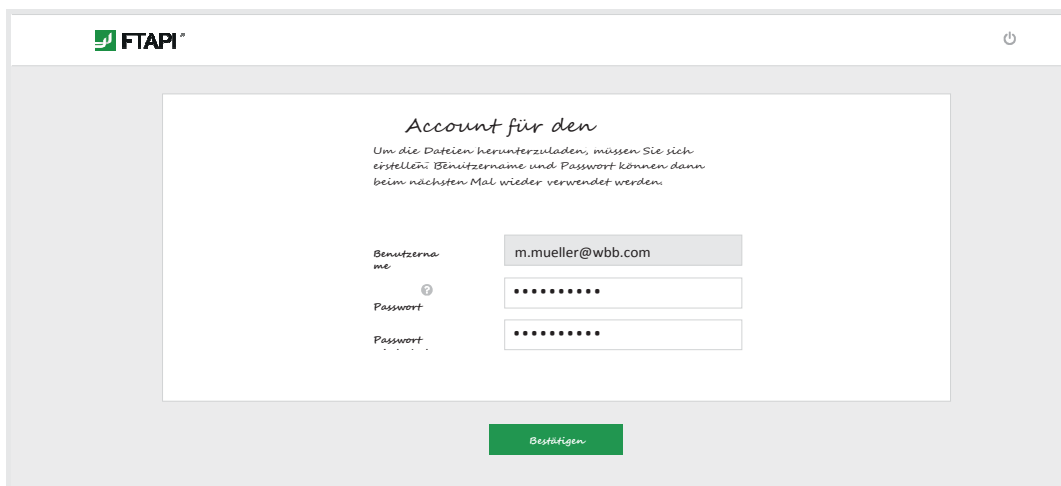 FTAPI®
Account für den
Um die Dateien herunterzuladen, müssen Sie sich
erstellen. Benutzername und Passwort können dann
beim nächsten Mal wieder verwendet werden.
Benutzerna
me
m.mueller@wbb.com
?
Passwort
••••••••••
Passwort
••••••••••
Bestätigen